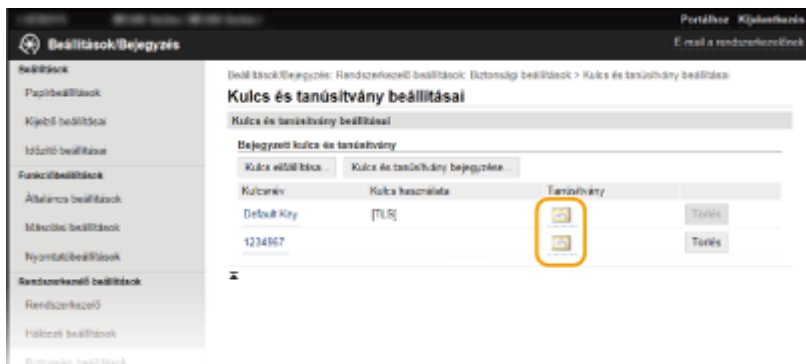 Portálhoz Kijelentkezés
Beállítások/Bejegyzés
E-mail a rendszerkezelőnek
Beállítások
Papírbeállítások
Kijelző beállításai
Időzítő beállításai
Funkcióbeállítások
Általános beállítások
Másolási beállítások
Nyomtatóbeállítások
Rendszerkezelő beállítások
Rendszerkezelő
Hálózati beállítások
Biztonsági beállítások
Beállítások/Bejegyzés: Rendszerkezelő beállítások: Biztonsági beállítások > Kulcs és tanúsítvány beállításai
Kulcs és tanúsítvány beállításai
Kulcs és tanúsítvány beállításai
Bejegyzett kulcs és tanúsítvány
Kulcs előállítása... Kulcs és tanúsítvány bejegyzése...
Kulcsnév Kulcs használata Tanúsítvány
Default Key [TLS] Törlés
1234567 Törlés